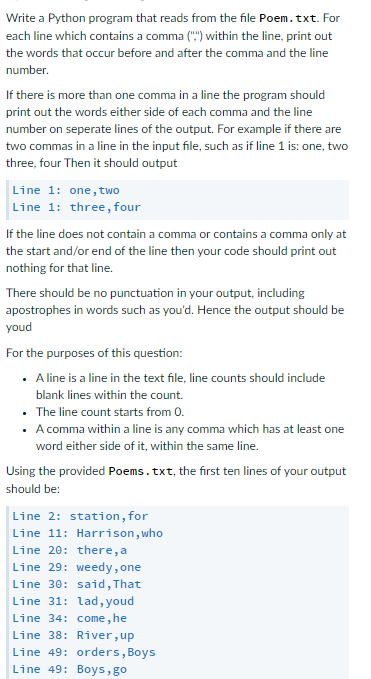 Write a Python program that reads from the file Poem.txt. For
each line which contains a comma (",") within the line, print out
the words that occur before and after the comma and the line
number.
If there is more than one comma in a line the program should
print out the words either side of each comma and the line
number on seperate lines of the output. For example if there are
two commas in a line in the input file, such as if line 1 is: one, two
three, four Then it should output
Line 1: one,two
Line 1: three,four
If the line does not contain a comma or contains a comma only at
the start and/or end of the line then your code should print out
nothing for that line.
There should be no punctuation in your output, including
apostrophes in words such as you'd. Hence the output should be
youd
For the purposes of this question:
• A line is a line in the text file, line counts should include
blank lines within the count.
• The line count starts from 0.
• A comma within a line is any comma which has at least one
word either side of it, within the same line.
Using the provided Poems.txt, the first ten lines of your output
should be:
Line 2: station,for
Line 11: Harrison,who
Line 20: there,a
Line 29: weedy,one
Line 30: said,That
Line 31: lad,youd
Line 34: come,he
Line 38: River,up
Line 49: orders,Boys
Line 49: Boys,go